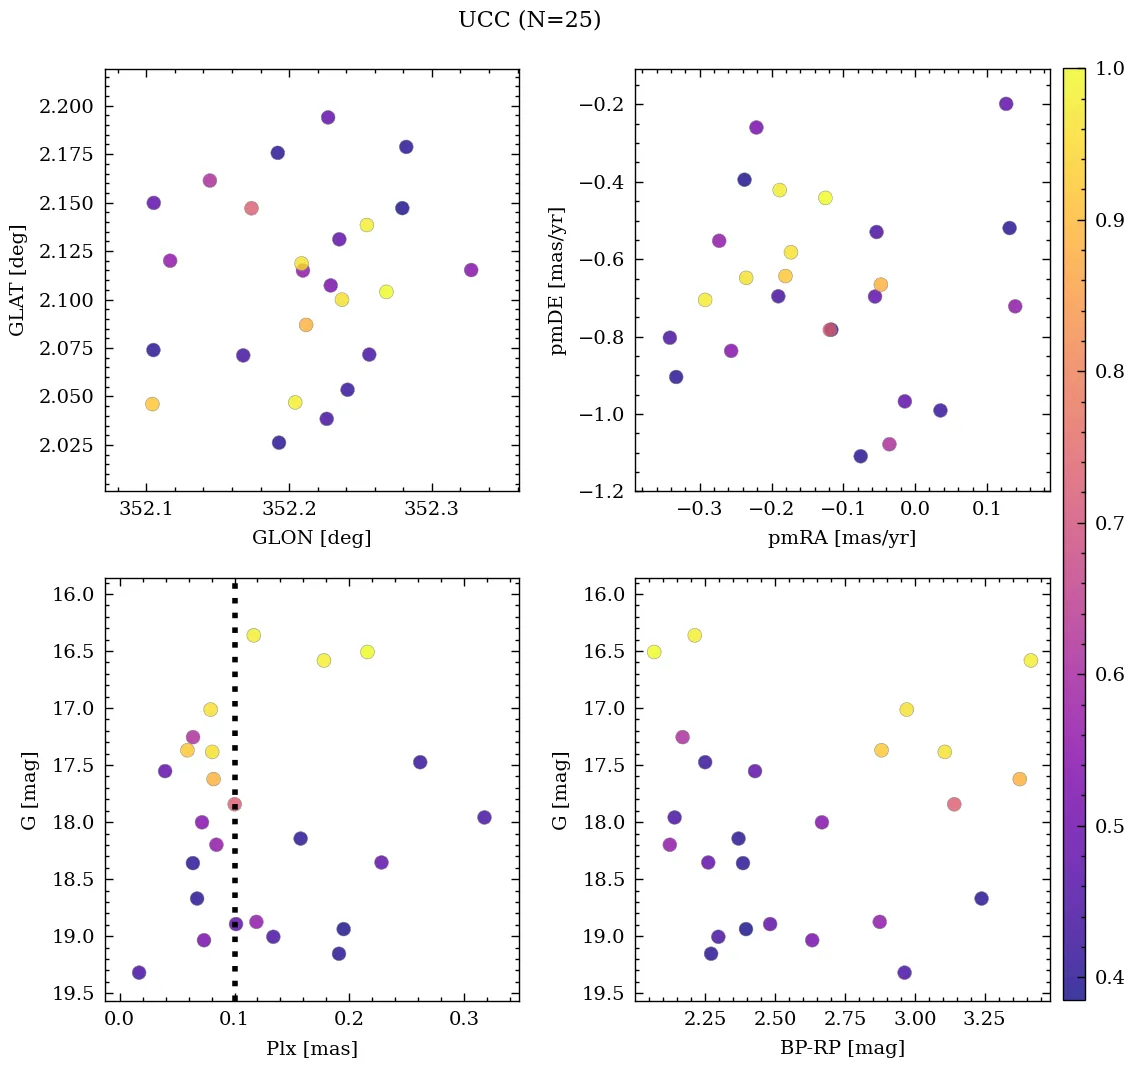 UCC (N=25)
2.200
2.175
2.150
2.125
2.100
2.075
2.050
2.025
GLAT [deg]
352.1 352.2 352.3
GLON [deg]
−0.2
−0.4
−0.6
−0.8
−1.0
−1.2
pmDE [mas/yr]
−0.3 −0.2 −0.1 0.0 0.1
pmRA [mas/yr]
16.0
16.5
17.0
17.5
18.0
18.5
19.0
19.5
G [mag]
0.0 0.1 0.2 0.3
Plx [mas]
16.0
16.5
17.0
17.5
18.0
18.5
19.0
19.5
G [mag]
2.25 2.50 2.75 3.00 3.25
BP-RP [mag]
1.0
0.9
0.8
0.7
0.6
0.5
0.4